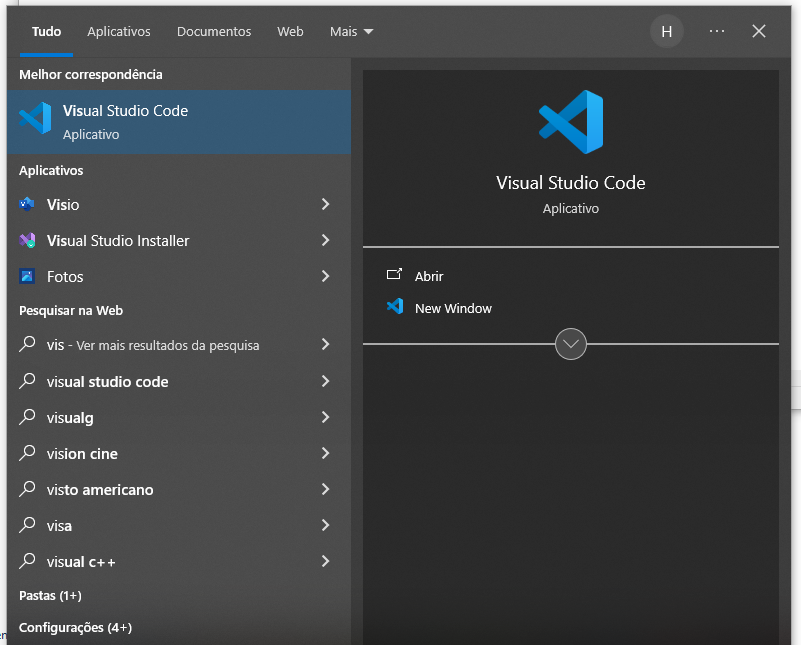 Tudo Aplicativos Documentos Web Mais H
Melhor correspondência
Visual Studio Code
Aplicativo
Aplicativos
Visio
Visual Studio Installer
Fotos
Pesquisar na Web
vis - Ver mais resultados da pesquisa
visual studio code
visualg
vision cine
visto americano
visa
visual c++
Pastas (1+)
Configurações (4+)
Visual Studio Code
Aplicativo
Abrir
New Window